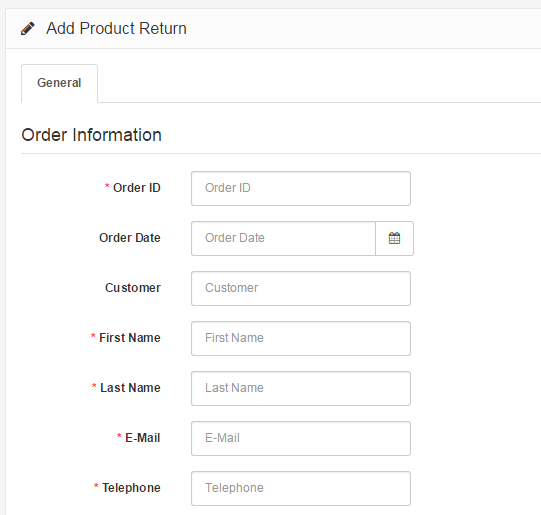 Add Product Return
General
Order Information
* Order ID Order ID
Order Date Order Date
Customer Customer
* First Name First Name
* Last Name Last Name
* E-Mail E-Mail
* Telephone Telephone